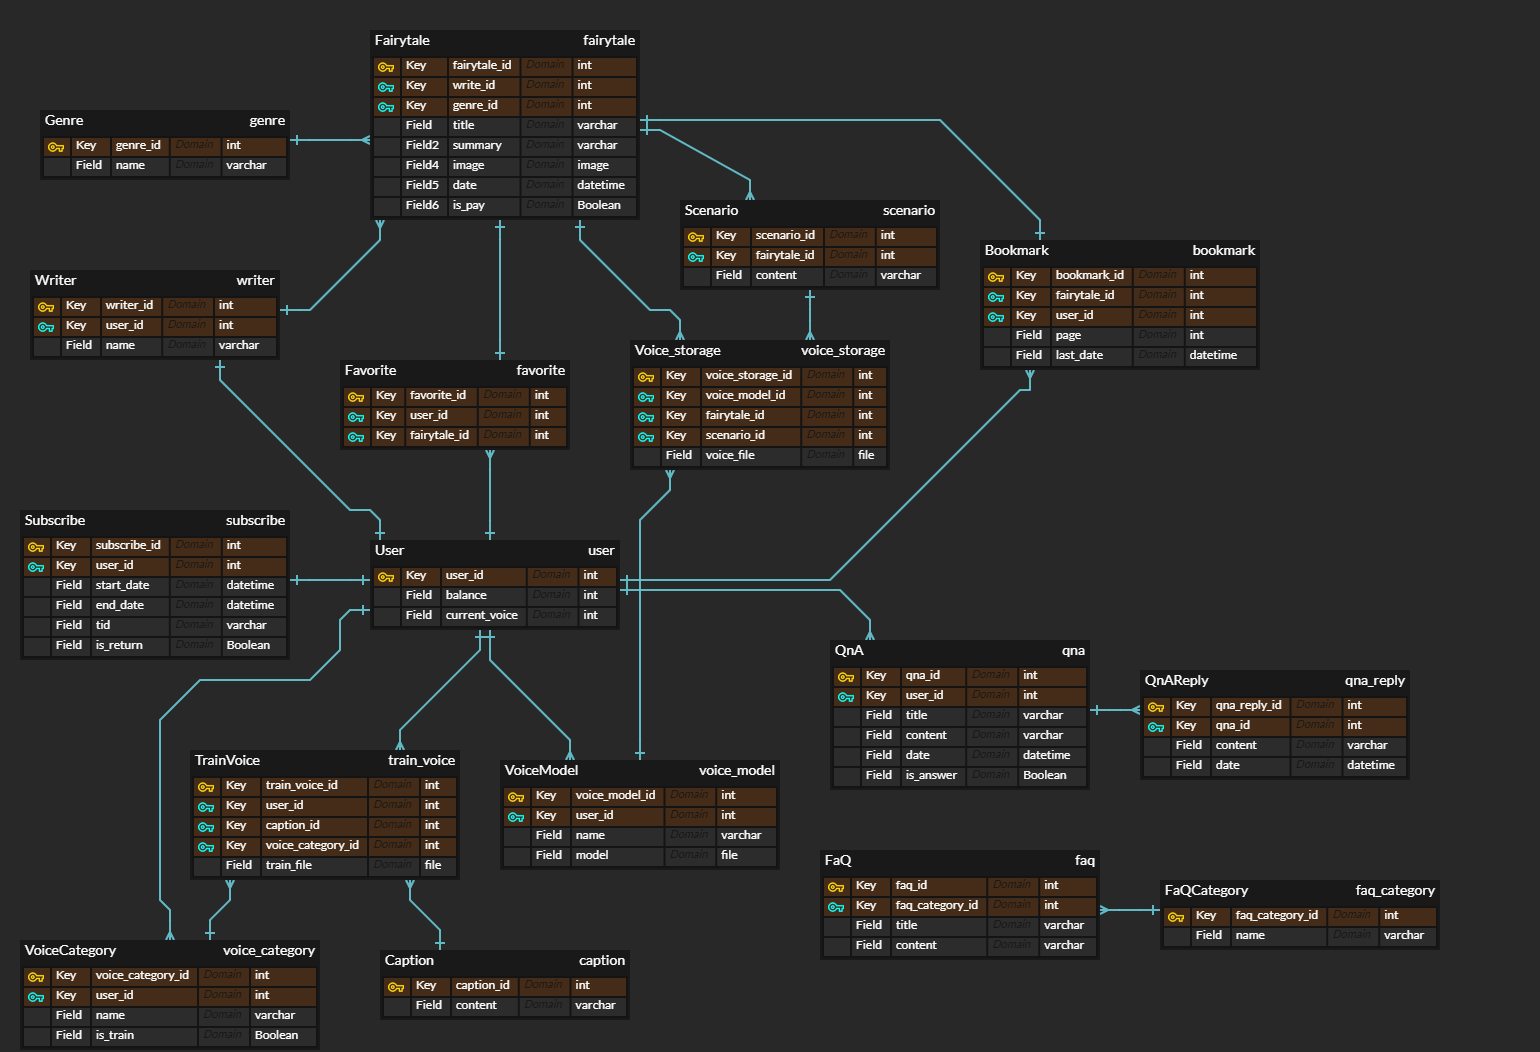 Fairytale fairytale
Key fairytale_id Domain int
Key write_id Domain int
Key genre_id Domain int
Field title Domain varchar
Field2 summary Domain varchar
Field4 image Domain image
Field5 date Domain datetime
Field6 is_pay Domain Boolean
Genre genre
Key genre_id Domain int
Field name Domain varchar
Scenario scenario
Key scenario_id Domain int
Key fairytale_id Domain int
Field content Domain varchar
Bookmark bookmark
Key bookmark_id Domain int
Key fairytale_id Domain int
Key user_id Domain int
Field page Domain int
Field last_date Domain datetime
Writer writer
Key writer_id Domain int
Key user_id Domain int
Field name Domain varchar
Favorite favorite
Key favorite_id Domain int
Key user_id Domain int
Key fairytale_id Domain int
Voice_storage voice_storage
Key voice_storage_id Domain int
Key voice_model_id Domain int
Key fairytale_id Domain int
Key scenario_id Domain int
Field voice_file Domain file
Subscribe subscribe
Key subscribe_id Domain int
Key user_id Domain int
Field start_date Domain datetime
Field end_date Domain datetime
Field tid Domain varchar
Field is_return Domain Boolean
User user
Key user_id Domain int
Field balance Domain int
Field current_voice Domain int
QnA qna
Key qna_id Domain int
Key user_id Domain int
Field title Domain varchar
Field content Domain varchar
Field date Domain datetime
Field is_answer Domain Boolean
QnAReply qna_reply
Key qna_reply_id Domain int
Key qna_id Domain int
Field content Domain varchar
Field date Domain datetime
TrainVoice train_voice
Key train_voice_id Domain int
Key user_id Domain int
Key caption_id Domain int
Key voice_category_id Domain int
Field train_file Domain file
VoiceModel voice_model
Key voice_model_id Domain int
Key user_id Domain int
Field name Domain varchar
Field model Domain file
FaQ faq
Key faq_id Domain int
Key faq_category_id Domain int
Field title Domain varchar
Field content Domain varchar
FaQCategory faq_category
Key faq_category_id Domain int
Field name Domain varchar
VoiceCategory voice_category
Key voice_category_id Domain int
Key user_id Domain int
Field name Domain varchar
Field is_train Domain Boolean
Caption caption
Key caption_id Domain int
Field content Domain varchar